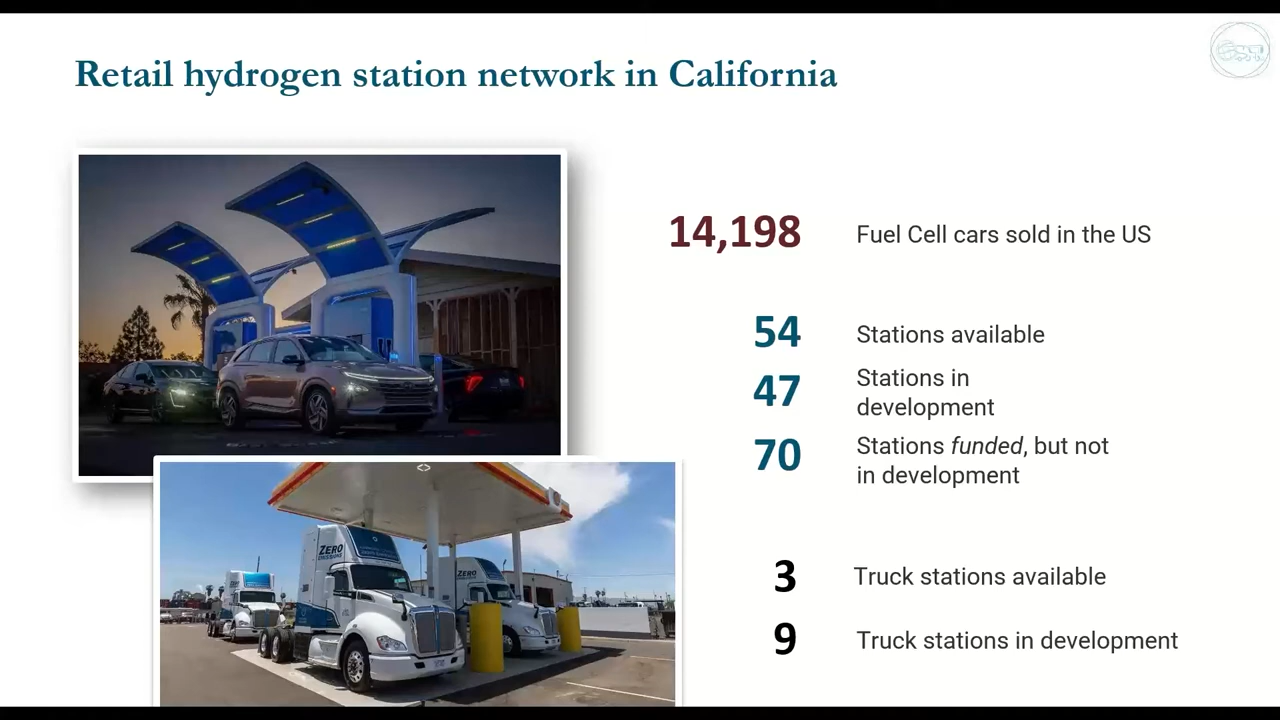 Retail hydrogen station network in California
14,198
Fuel Cell cars sold in the US
54
Stations available
47
Stations in
development
70
Stations funded, but not
in development
3
Truck stations available
9
Truck stations in development
ZERO
ZERO